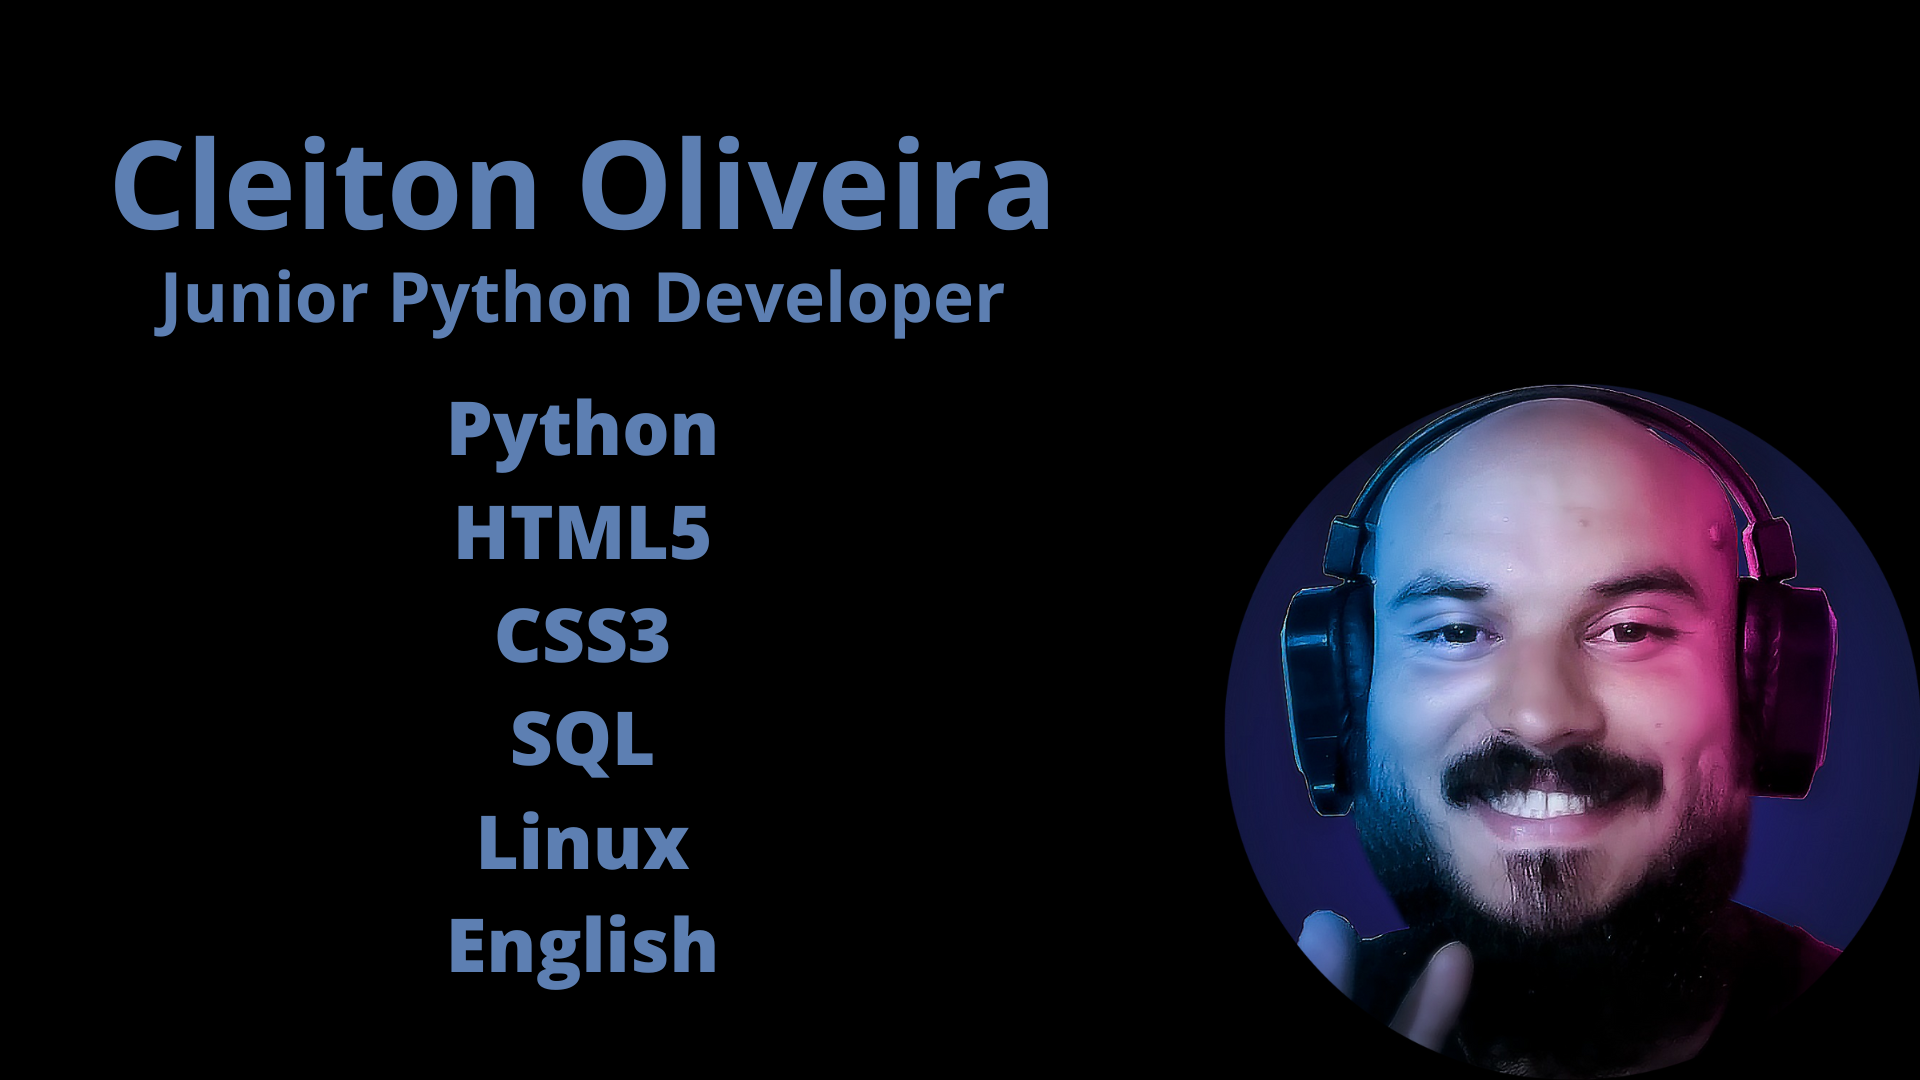 Cleiton Oliveira
Junior Python Developer
Python
HTML5
CSS3
SQL
Linux
English